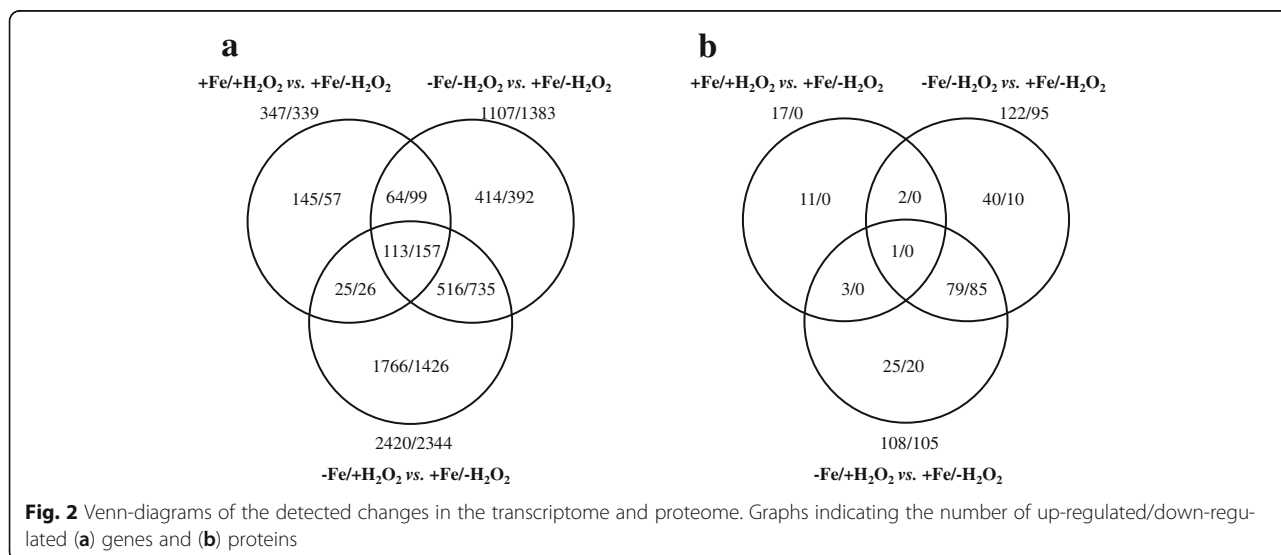 a
b
+Fe/+H₂O₂ vs. +Fe/-H₂O₂
-Fe/-H₂O₂ vs. +Fe/-H₂O₂
347/339
1107/1383
145/57
64/99
414/392
113/157
25/26
516/735
1766/1426
2420/2344
-Fe/+H₂O₂ vs. +Fe/-H₂O₂
+Fe/+H₂O₂ vs. +Fe/-H₂O₂
-Fe/-H₂O₂ vs. +Fe/-H₂O₂
17/0
122/95
11/0
2/0
40/10
1/0
3/0
79/85
25/20
108/105
-Fe/+H₂O₂ vs. +Fe/-H₂O₂
Fig. 2 Venn-diagrams of the detected changes in the transcriptome and proteome. Graphs indicating the number of up-regulated/down-regu-
lated (a) genes and (b) proteins